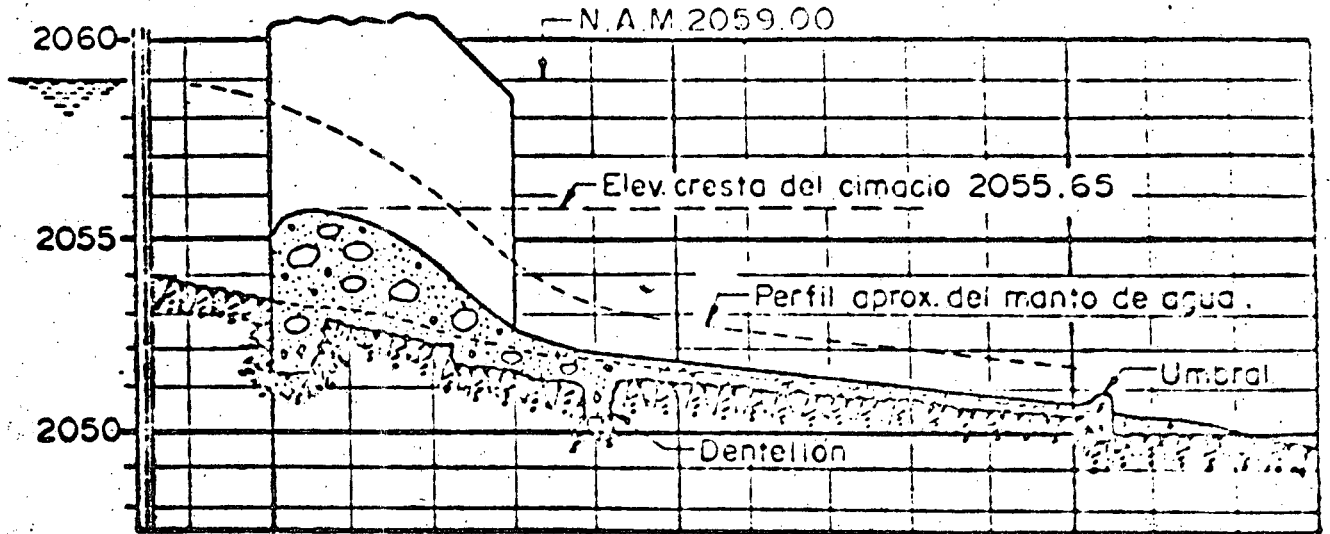 N.A.M. 2059.00
2060
Elev. cresta del cimacio 2055.65
2055
Perfil aprox. del manto de agua.
Umbral
2050
Dentellón